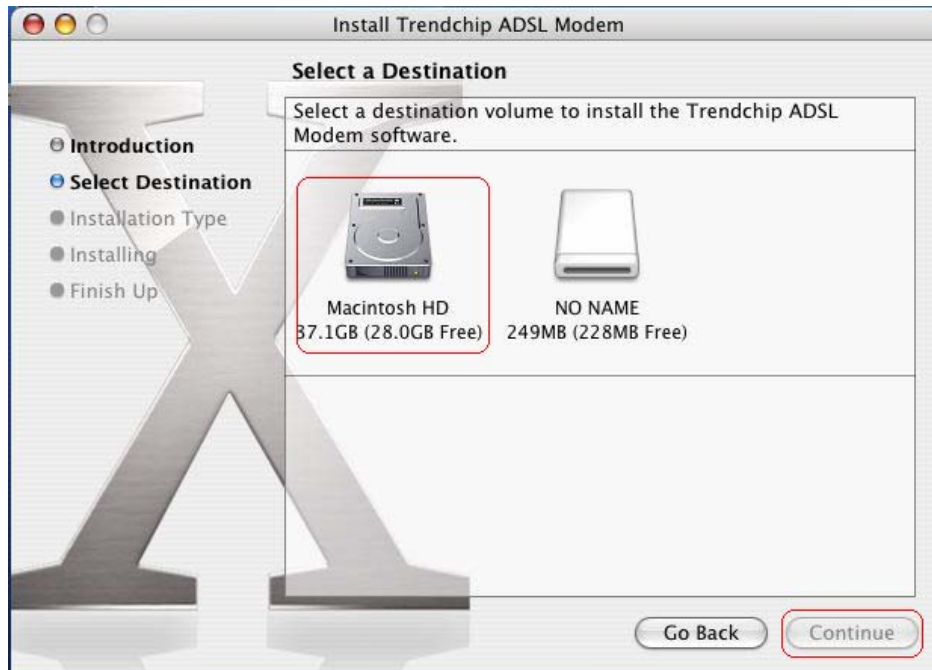 Install Trendchip ADSL Modem
Select a Destination
Select a destination volume to install the Trendchip ADSL
Modem software.
Introduction
Select Destination
Installation Type
Installing
Finish Up
Macintosh HD
37.1GB (28.0GB Free)
NO NAME
249MB (228MB Free)
Go Back
Continue